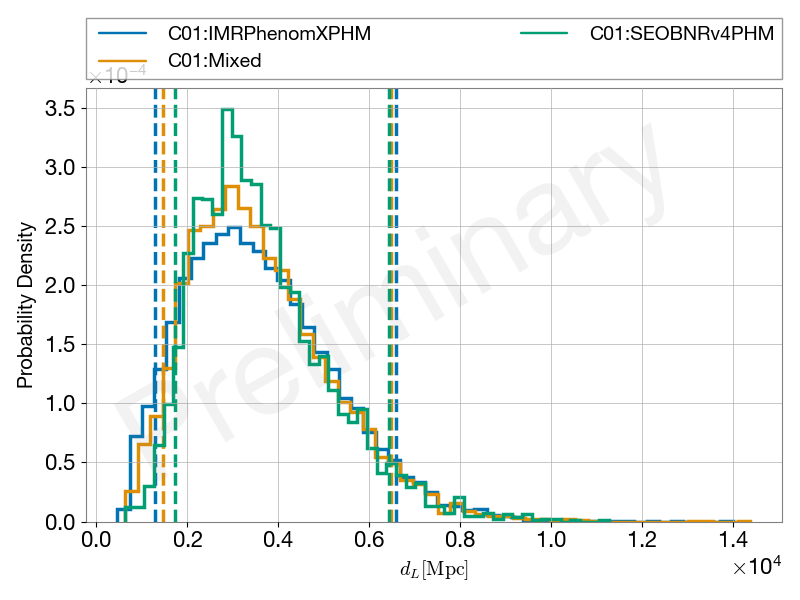 C01:IMRPhenomXPHM
C01:Mixed
C01:SEOBNRv4PHM
×10⁻⁴
3.5
3.0
2.5
2.0
1.5
1.0
0.5
0.0
Probability Density
Preliminary
0.0 0.2 0.4 0.6 0.8 1.0 1.2 1.4
×10⁴
d_L[Mpc]